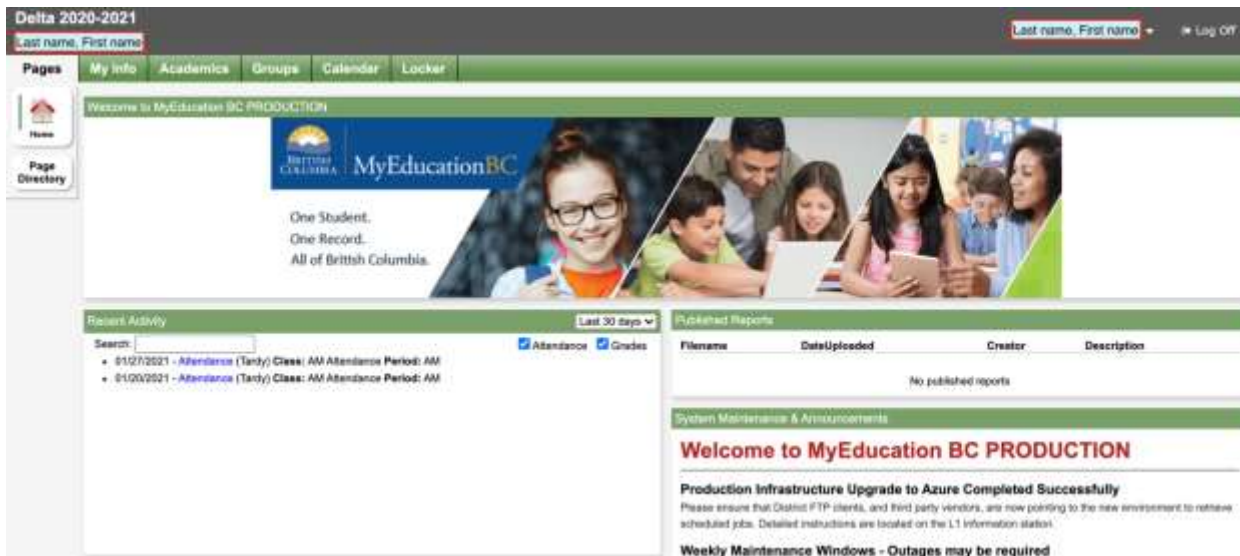 Delta 2020-2021
Last name, First name
Last name, First name
Log Off
Pages
My Info
Academics
Groups
Calendar
Locker
Home
Page
Directory
Welcome to MyEducation BC PRODUCTION
BRITISH
COLUMBIA
MyEducationBC
One Student.
One Record.
All of British Columbia.
Recent Activity
Last 30 days
Search:
Attendance
Grades
01/27/2021 - Attendance (Tardy) Class: AM Attendance Period: AM
01/20/2021 - Attendance (Tardy) Class: AM Attendance Period: AM
Published Reports
Filename DateUploaded Creator Description
No published reports
System Maintenance & Announcements
Welcome to MyEducation BC PRODUCTION
Production Infrastructure Upgrade to Azure Completed Successfully
Please ensure that District FTP clients, and third party vendors, are now pointing to the new environment to retrieve
scheduled jobs. Detailed instructions are located on the L1 information station
Weekly Maintenance Windows - Outages may be required